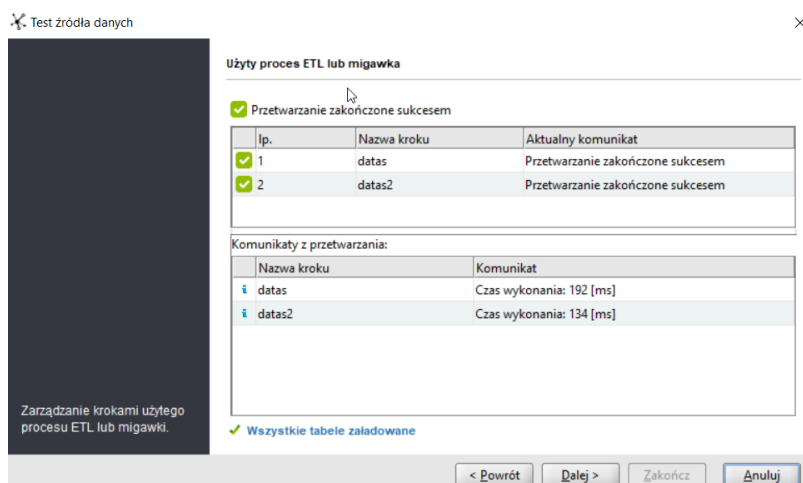 Test źródła danych
Użyty proces ETL lub migawka
Przetwarzanie zakończone sukcesem
lp. Nazwa kroku Aktualny komunikat
1 datas Przetwarzanie zakończone sukcesem
2 datas2 Przetwarzanie zakończone sukcesem
Komunikaty z przetwarzania:
Nazwa kroku Komunikat
datas Czas wykonania: 192 [ms]
datas2 Czas wykonania: 134 [ms]
Zarządzanie krokami użytego
procesu ETL lub migawki.
Wszystkie tabele załadowane
< Powrót Dalej > Zakończ Anuluj